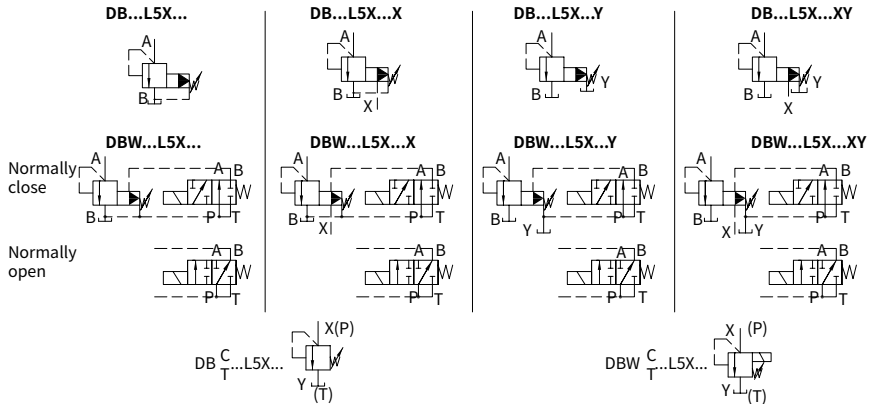 DB...L5X... DB...L5X...X DB...L5X...Y DB...L5X...XY
A A A A
B B X B Y B X Y
DBW...L5X... DBW...L5X...X DBW...L5X...Y DBW...L5X...XY
Normally close
A B A B P T
A B X A B P T
A B Y A B P T
A B X Y A B P T
Normally open
A B P T
A B P T
A B P T
A B P T
DB C/T...L5X... X(P) Y (T)
DBW C/T...L5X... X (P) Y (T)